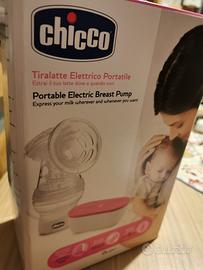 chicco
Tiralatte Elettrico Portatile
Estrai il tuo latte dove e quando vuoi
Portable Electric Breast Pump
Express your milk wherever and whenever you want
subito